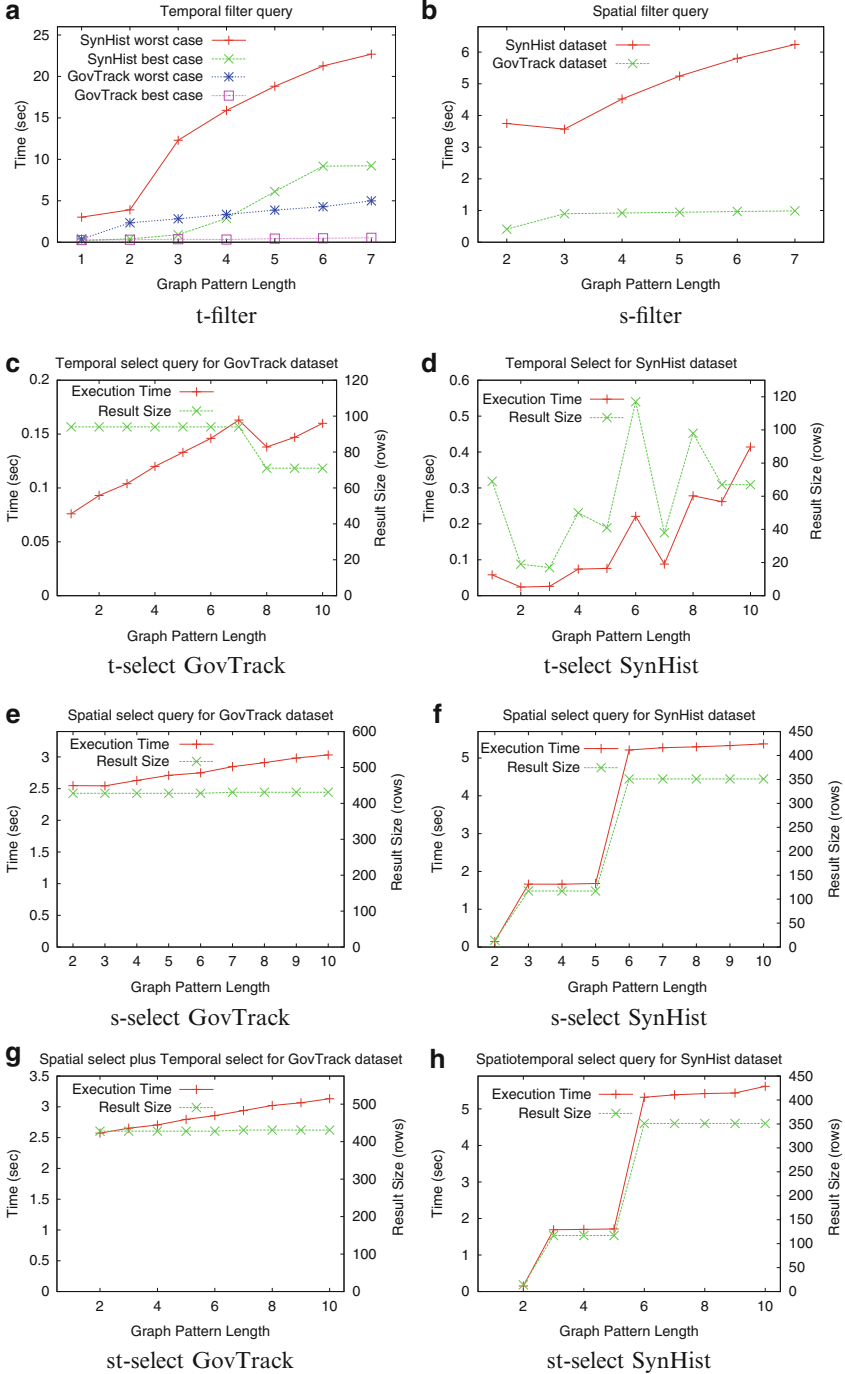 a
Temporal filter query
SynHist worst case
SynHist best case
GovTrack worst case
GovTrack best case
25
20
15
10
5
0
Time (sec)
1 2 3 4 5 6 7
Graph Pattern Length
t-filter
b
Spatial filter query
SynHist dataset
GovTrack dataset
6
5
4
3
2
1
0
Time (sec)
2 3 4 5 6 7
Graph Pattern Length
s-filter
c
Temporal select query for GovTrack dataset
Execution Time
Result Size
0.2
0.15
0.1
0.05
0
Time (sec)
120
100
80
60
40
20
0
Result Size (rows)
2 4 6 8 10
Graph Pattern Length
t-select GovTrack
d
Temporal Select for SynHist dataset
Execution Time
Result Size
0.6
0.5
0.4
0.3
0.2
0.1
0
Time (sec)
120
100
80
60
40
20
0
Result Size (rows)
1 2 3 4 5 6 7 8 9 10
Graph Pattern Length
t-select SynHist
e
Spatial select query for GovTrack dataset
Execution Time
Result Size
3
2.5
2
1.5
1
0.5
0
Time (sec)
600
500
400
300
200
100
0
Result Size (rows)
2 3 4 5 6 7 8 9 10
Graph Pattern Length
s-select GovTrack
f
Spatial select query for SynHist dataset
Execution Time
Result Size
5
4
3
2
1
0
Time (sec)
450
400
350
300
250
200
150
100
50
0
Result Size (rows)
2 3 4 5 6 7 8 9 10
Graph Pattern Length
s-select SynHist
g
Spatial select plus Temporal select for GovTrack dataset
Execution Time
Result Size
3.5
3
2.5
2
1.5
1
0.5
0
Time (sec)
500
400
300
200
100
0
Result Size (rows)
2 4 6 8 10
Graph Pattern Length
st-select GovTrack
h
Spatiotemporal select query for SynHist dataset
Execution Time
Result Size
5
4
3
2
1
0
Time (sec)
450
400
350
300
250
200
150
100
50
0
Result Size (rows)
2 3 4 5 6 7 8 9 10
Graph Pattern Length
st-select SynHist